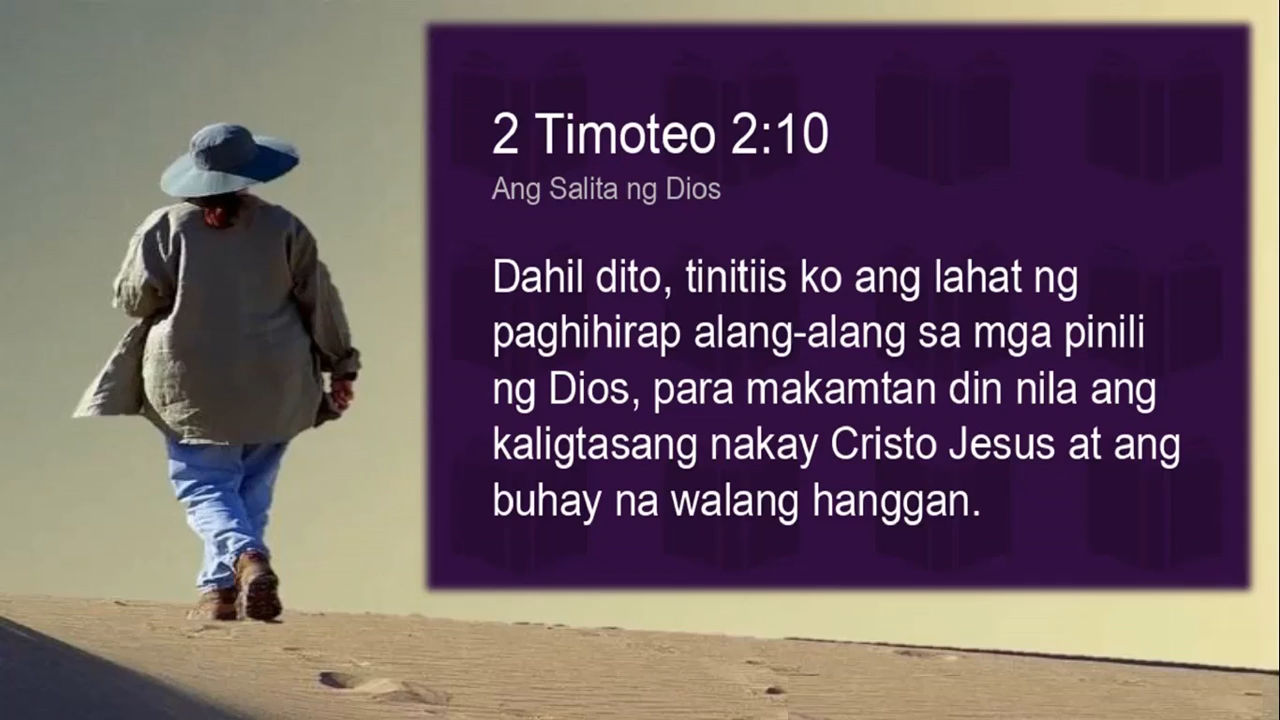 2 Timoteo 2:10
Ang Salita ng Dios
Dahil dito, tinitiis ko ang lahat ng
paghihirap alang-alang sa mga pinili
ng Dios, para makamtan din nila ang
kaligtasang nakay Cristo Jesus at ang
buhay na walang hanggan.